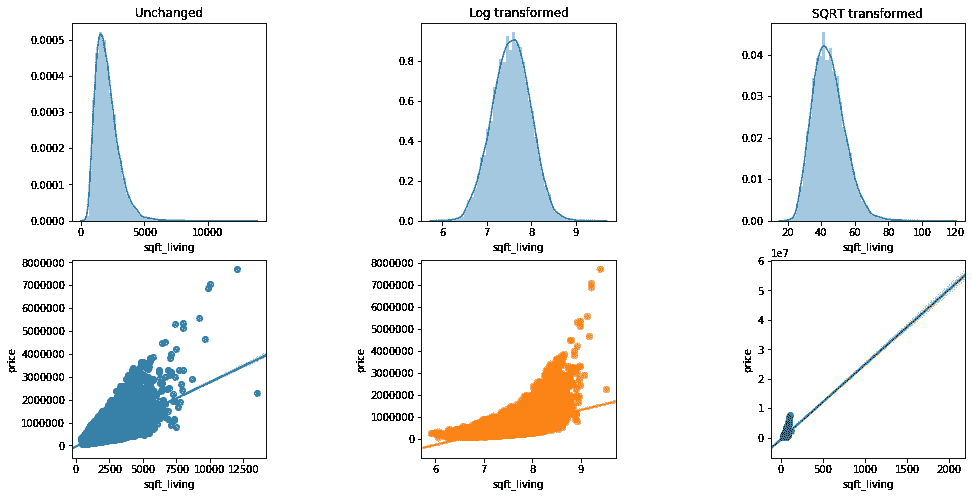 Unchanged
Log transformed
SQRT transformed
0.0005
0.0004
0.0003
0.0002
0.0001
0.0000
0 5000 10000
sqft_living
0.8
0.6
0.4
0.2
0.0
6 7 8 9
sqft_living
0.04
0.03
0.02
0.01
0.00
20 40 60 80 100 120
sqft_living
8000000
7000000
6000000
5000000
4000000
3000000
2000000
1000000
0
price
0 2500 5000 7500 10000 12500
sqft_living
8000000
7000000
6000000
5000000
4000000
3000000
2000000
1000000
0
price
6 7 8 9
sqft_living
1e7
6
5
4
3
2
1
0
price
0 500 1000 1500 2000
sqft_living